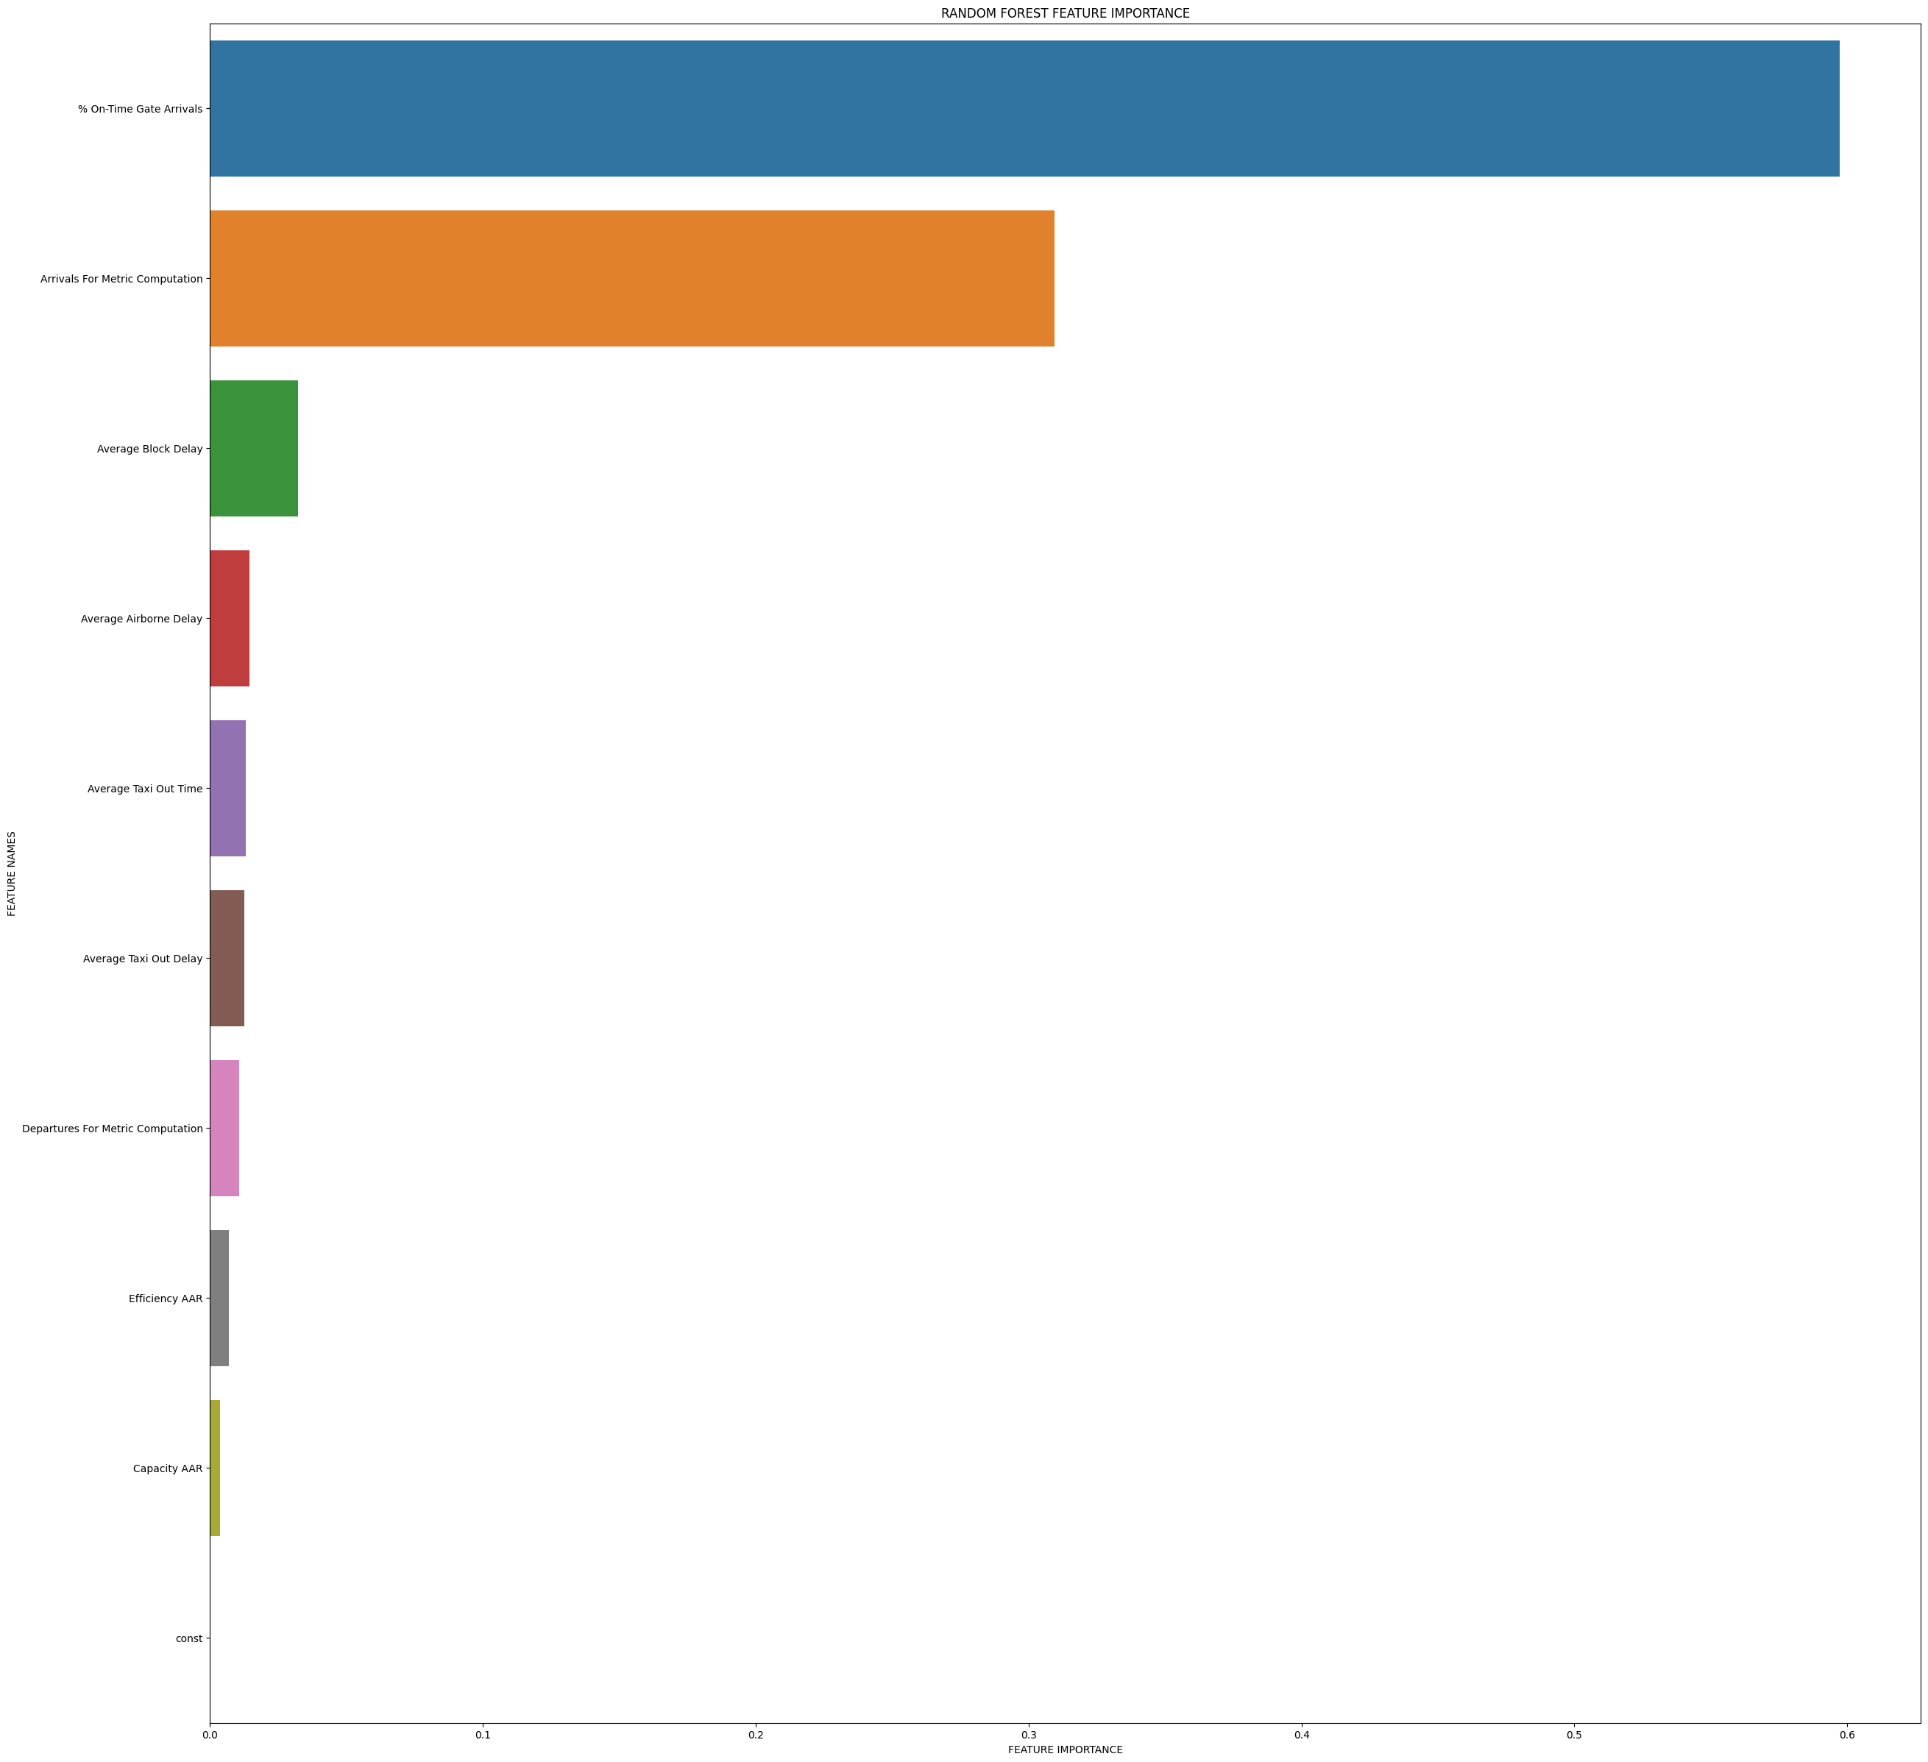 RANDOM FOREST FEATURE IMPORTANCE
FEATURE NAMES
% On-Time Gate Arrivals
Arrivals For Metric Computation
Average Block Delay
Average Airborne Delay
Average Taxi Out Time
Average Taxi Out Delay
Departures For Metric Computation
Efficiency AAR
Capacity AAR
const
0.0 0.1 0.2 0.3 0.4 0.5 0.6
FEATURE IMPORTANCE